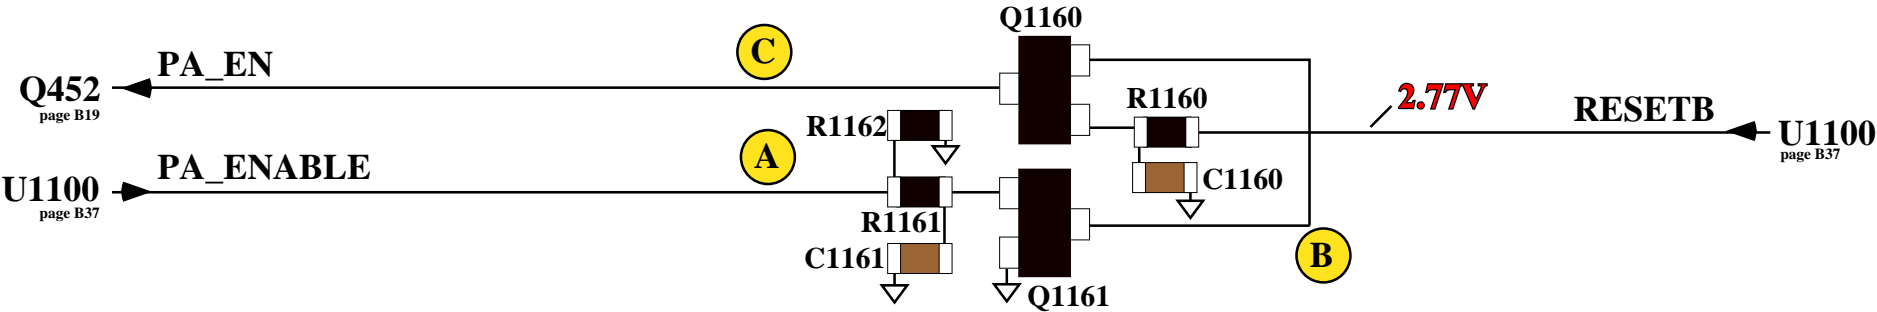 Q1160
C
PA_EN
Q452
page B19
R1160
2.77V
RESETB
R1162
U1100
page B37
A
PA_ENABLE
U1100
page B37
C1160
R1161
C1161
B
Q1161